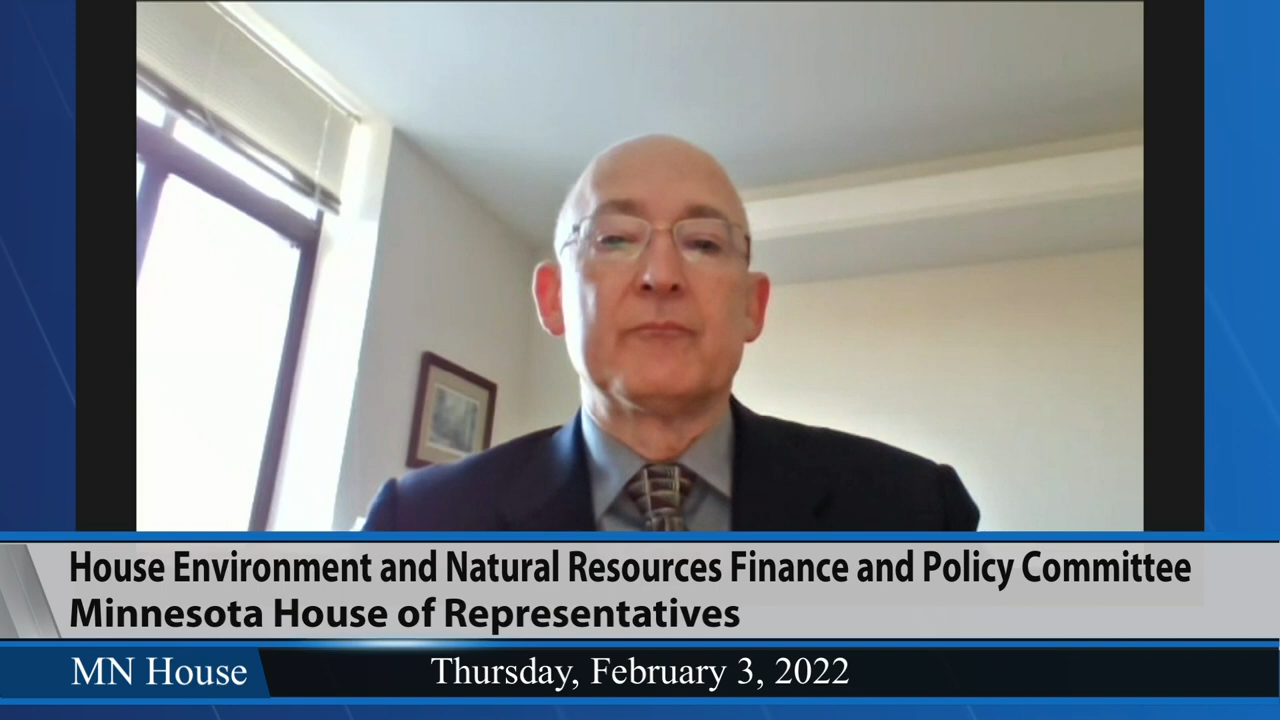 House Environment and Natural Resources Finance and Policy Committee
Minnesota House of Representatives
MN House
Thursday, February 3, 2022